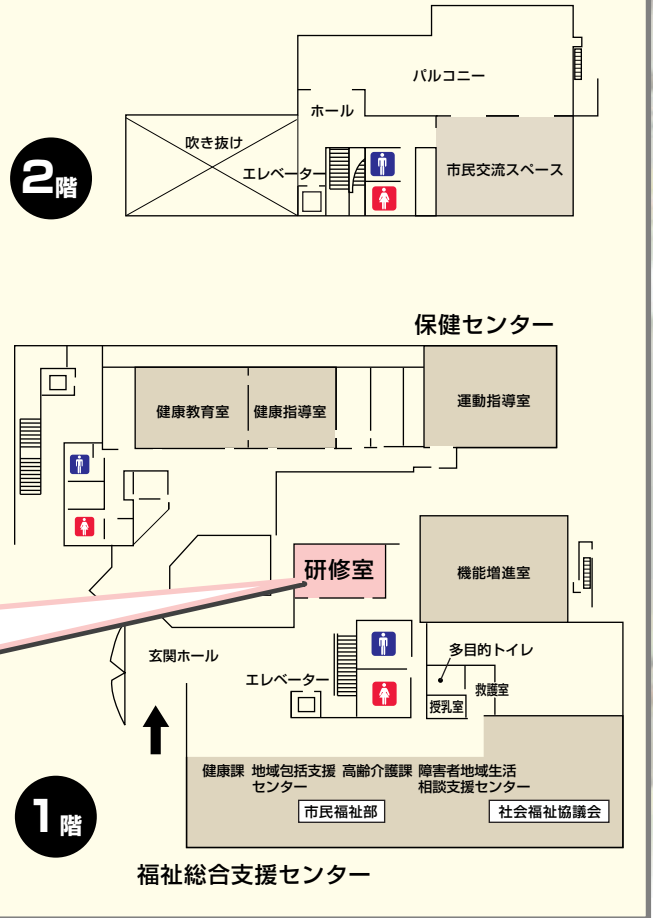 パルコニー
ホール
吹き抜け
エレベーター
市民交流スペース
2階
保健センター
健康教育室
健康指導室
運動指導室
研修室
機能増進室
玄関ホール
エレベーター
多目的トイレ
救護室
授乳室
健康課
地域包括支援
センター
高齢介護課
障害者地域生活
相談支援センター
市民福祉部
社会福祉協議会
1階
福祉総合支援センター